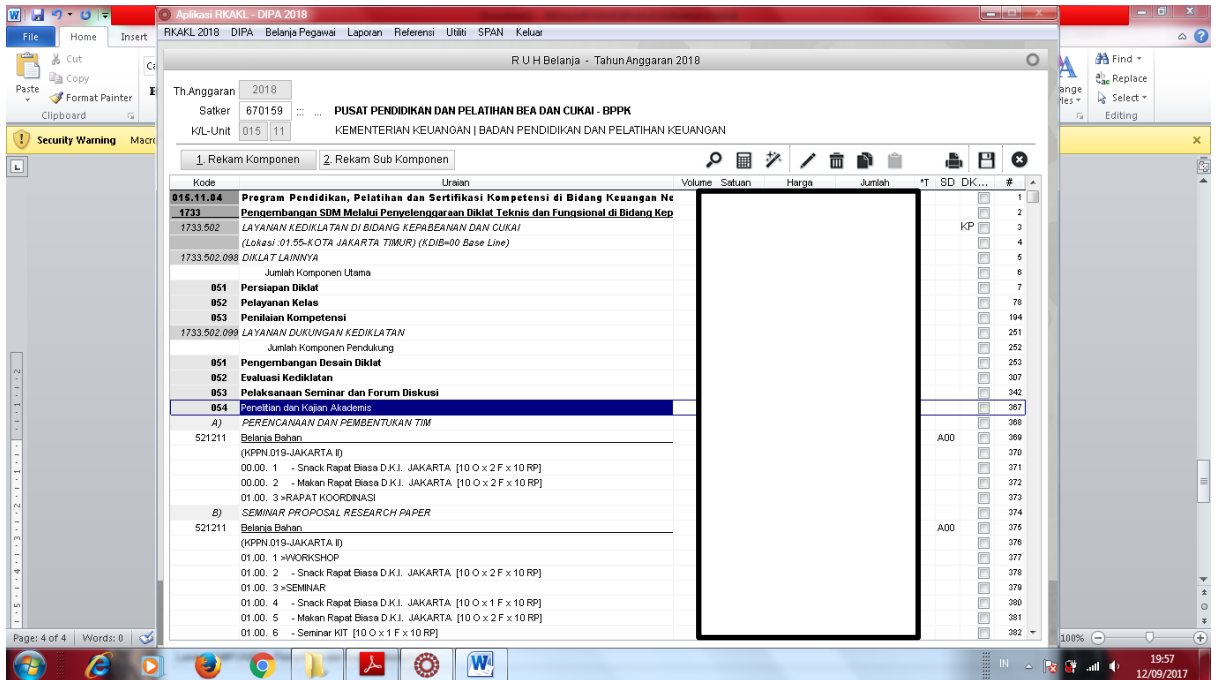 Aplikasi RKAKL - DIPA 2018
File Home Insert
RKAKL 2018 DIPA Belanja Pegawai Laporan Referensi Utiliti SPAN Keluar
Cut
Copy
Paste
Format Painter
Clipboard
Find
Replace
Select
Editing
Security Warning Macro
R U H Belanja - Tahun Anggaran 2018
Th.Anggaran 2018
Satker 670159 ::: ... PUSAT PENDIDIKAN DAN PELATIHAN BEA DAN CUKAI - BPPK
K/L-Unit 015 11 KEMENTERIAN KEUANGAN | BADAN PENDIDIKAN DAN PELATIHAN KEUANGAN
1. Rekam Komponen 2. Rekam Sub Komponen
Kode Uraian Volume Satuan Harga Jumlah *T SD DK... #
015.11.04 Program Pendidikan, Pelatihan dan Sertifikasi Kompetensi di Bidang Keuangan Ne 1
1733 Pengembangan SDM Melalui Penyelenggaraan Diklat Teknis dan Fungsional di Bidang Kep 2
1733.502 LAYANAN KEDIKLATAN DI BIDANG KEPABEANAN DAN CUKAI KP 3
(Lokasi :01.55-KOTA JAKARTA TIMUR) (KDIB=00 Base Line) 4
1733.502.098 DIKLAT LAINNYA 5
Jumlah Komponen Utama 6
051 Persiapan Diklat 7
052 Pelayanan Kelas 78
053 Penilaian Kompetensi 194
1733.502.099 LAYANAN DUKUNGAN KEDIKLATAN 251
Jumlah Komponen Pendukung 252
051 Pengembangan Desain Diklat 253
052 Evaluasi Kediklatan 307
053 Pelaksanaan Seminar dan Forum Diskusi 342
054 Penelitian dan Kajian Akademis 367
A) PERENCANAAN DAN PEMBENTUKAN TIM 368
521211 Belanja Bahan A00 369
(KPPN.019-JAKARTA II) 370
00.00. 1 - Snack Rapat Biasa D.K.I. JAKARTA [10 O x 2 F x 10 RP] 371
00.00. 2 - Makan Rapat Biasa D.K.I. JAKARTA [10 O x 2 F x 10 RP] 372
01.00. 3 >RAPAT KOORDINASI 373
B) SEMINAR PROPOSAL RESEARCH PAPER 374
521211 Belanja Bahan A00 375
(KPPN.019-JAKARTA II) 376
01.00. 1 >WORKSHOP 377
01.00. 2 - Snack Rapat Biasa D.K.I. JAKARTA [10 O x 2 F x 10 RP] 378
01.00. 3 >SEMINAR 379
01.00. 4 - Snack Rapat Biasa D.K.I. JAKARTA [10 O x 1 F x 10 RP] 380
01.00. 5 - Makan Rapat Biasa D.K.I. JAKARTA [10 O x 2 F x 10 RP] 381
01.00. 6 - Seminar KIT [10 O x 1 F x 10 RP] 382
Page: 4 of 4 Words: 0 100%
IN 19:57
12/09/2017